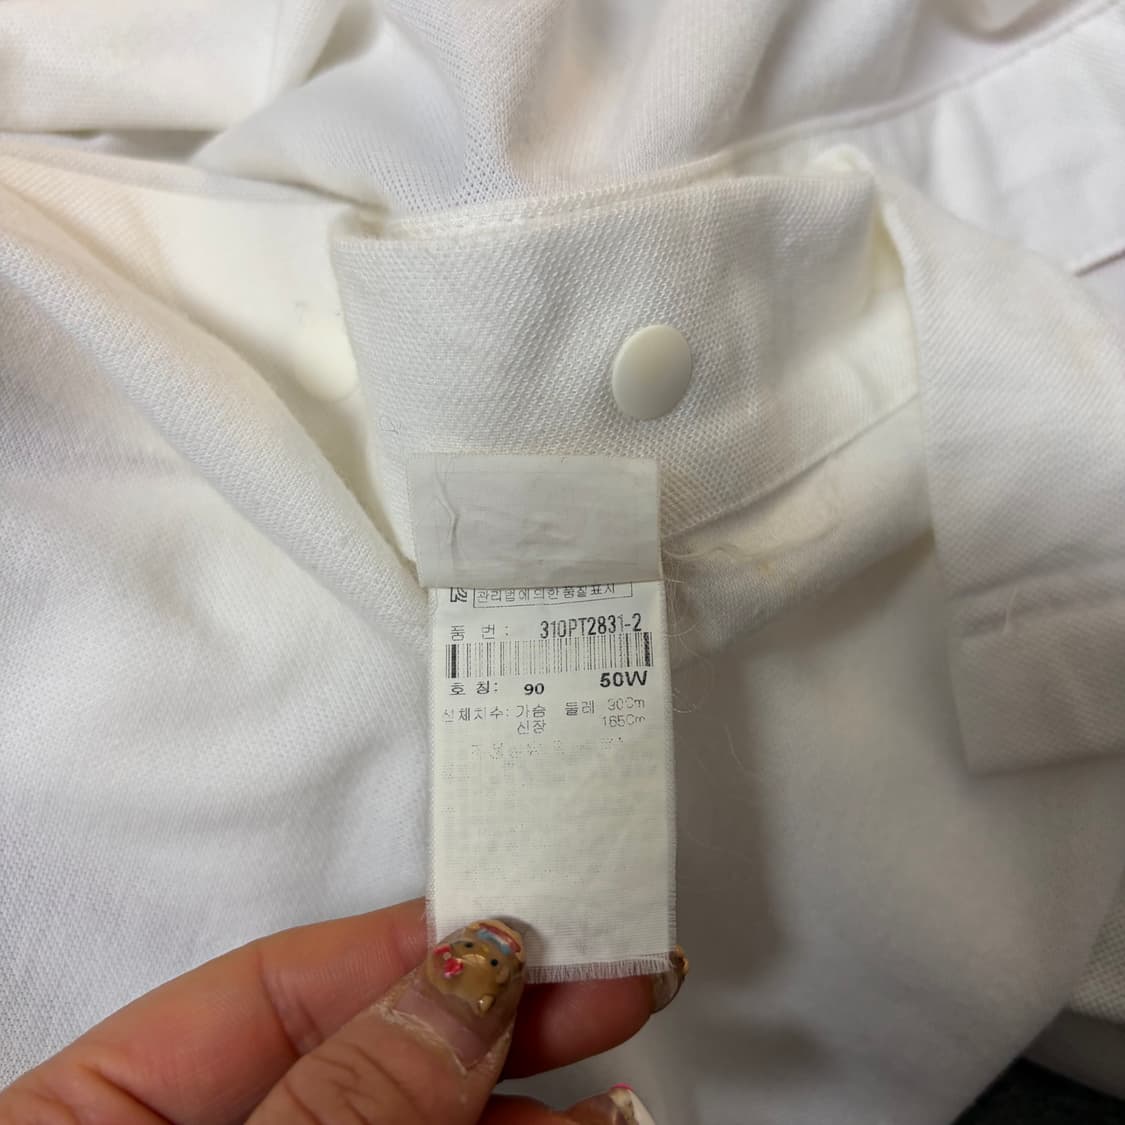 관리법에의한품질표시
품 번: 310PT2831-2
50W
호 칭: 90
신체치수: 가슴 둘레 90Cm
신장 165Cm